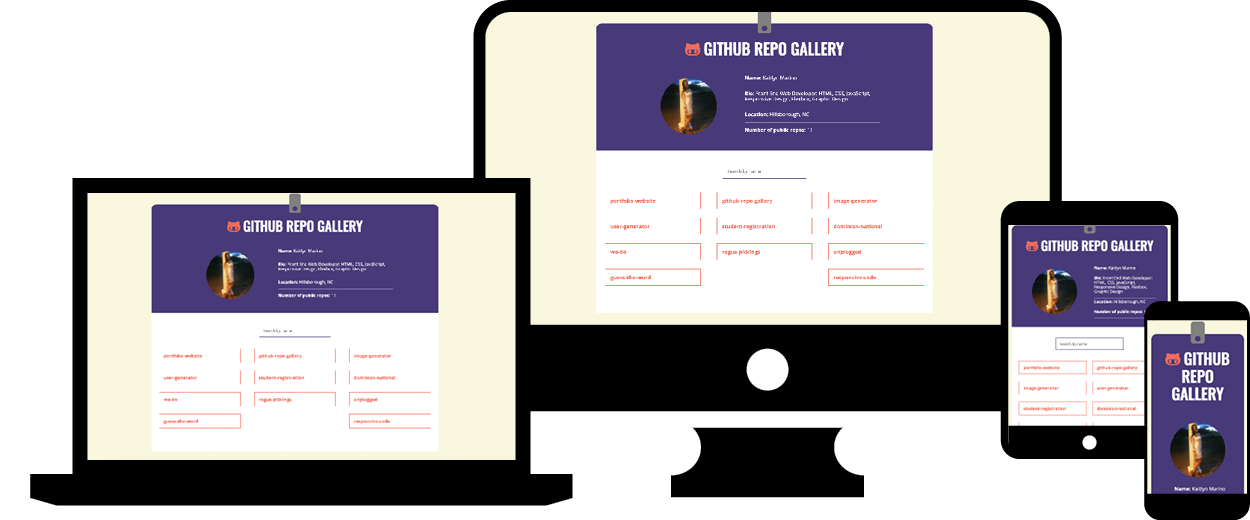 GITHUB REPO GALLERY
Name: Kaitlyn Marino
Bio: Front End Web Developer: HTML, CSS, JavaScript,
Responsive Design, Flexbox, Graphic Design
Location: Hillsborough, NC
Number of public repos: 11
Search by name
portfolio-website
github-repo-gallery
image-generator
user-generator
student-registration
dominion-national
we-do
rogue-pickings
unplugged
guess-the-word
responsive-code
GITHUB REPO GALLERY
Name: Kaitlyn Marino
Bio: Front End Web Developer: HTML, CSS, JavaScript,
Responsive Design, Flexbox, Graphic Design
Location: Hillsborough, NC
Number of public repos: 11
Search by name
portfolio-website
github-repo-gallery
image-generator
user-generator
student-registration
dominion-national
we-do
rogue-pickings
unplugged
guess-the-word
responsive-code
GITHUB REPO GALLERY
Name: Kaitlyn Marino
Bio: Front End Web Developer:
HTML, CSS, JavaScript,
Responsive Design, Flexbox,
Graphic Design
Location: Hillsborough, NC
Number of public repos:
Search by name
portfolio-website
github-repo-gallery
image-generator
user-generator
student-registration
dominion-national
GITHUB
REPO
GALLERY
Name: Kaitlyn Marino